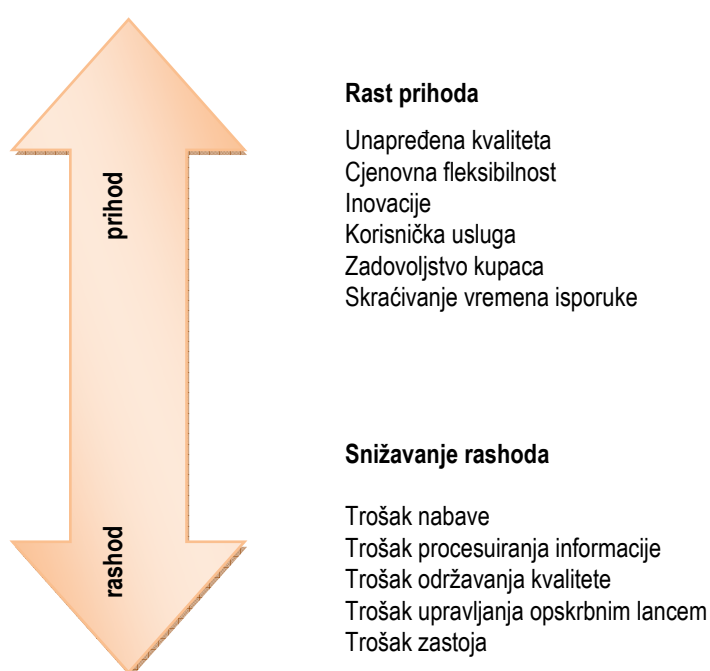 prihod
Rast prihoda
Unapređena kvaliteta
Cjenovna fleksibilnost
Inovacije
Korisnička usluga
Zadovoljstvo kupaca
Skraćivanje vremena isporuke
rashod
Snižavanje rashoda
Trošak nabave
Trošak procesuiranja informacije
Trošak održavanja kvalitete
Trošak upravljanja opskrbnim lancem
Trošak zastoja